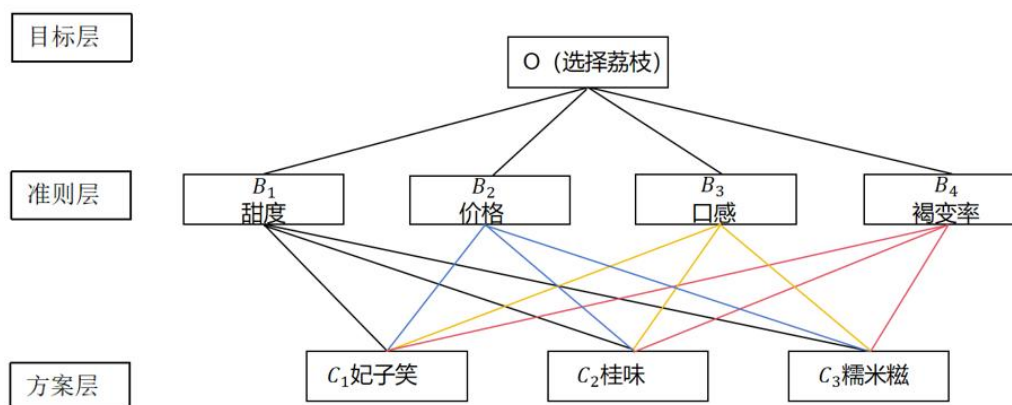 目标层
O（选择荔枝）
准则层
B₁
甜度
B₂
价格
B₃
口感
B₄
褐变率
方案层
C₁妃子笑
C₂桂味
C₃糯米糍